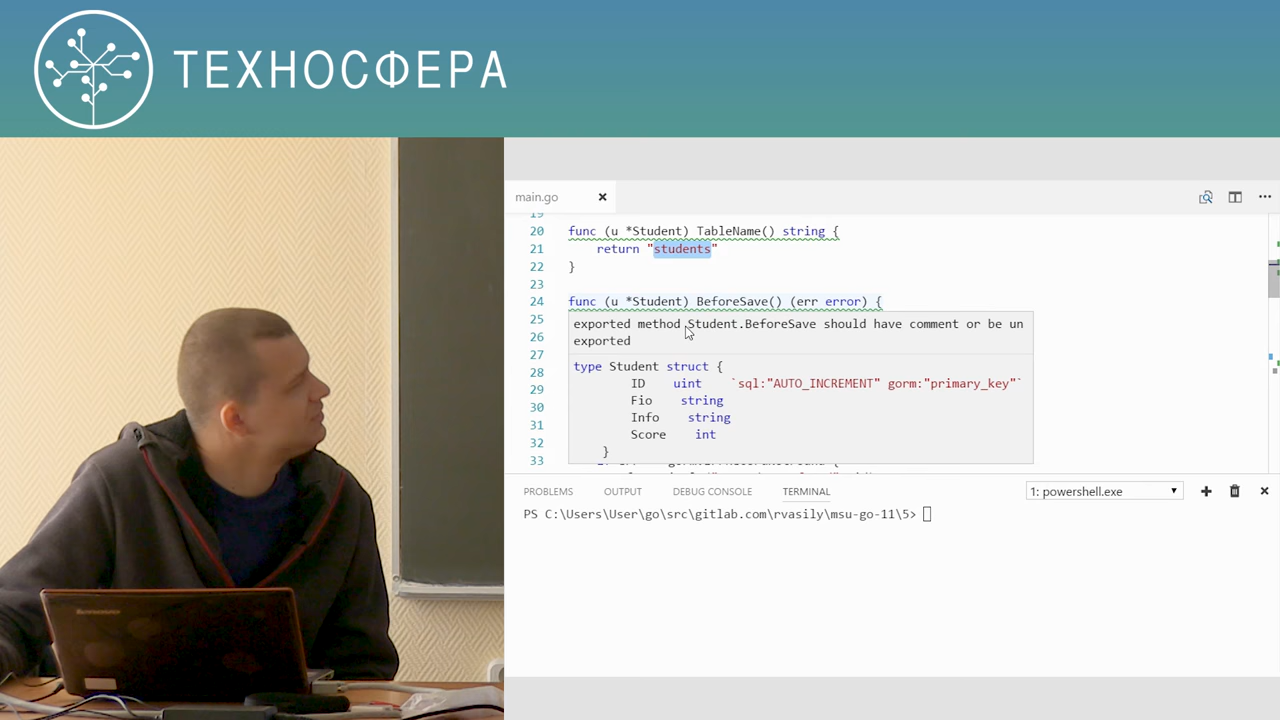 ТЕХНОСФЕРА
main.go
19
20 func (u *Student) TableName() string {
21 return "students"
22 }
23
24 func (u *Student) BeforeSave() (err error) {
25
exported method Student.BeforeSave should have comment or be un
exported
26
27
type Student struct {
28
ID uint `sql:"AUTO_INCREMENT" gorm:"primary_key"`
29
Fio string
30
Info string
31
Score int
32
}
33
PROBLEMS OUTPUT DEBUG CONSOLE TERMINAL 1: powershell.exe
PS C:\Users\User\go\src\gitlab.com\rvasily\msu-go-11\5>
lenovo